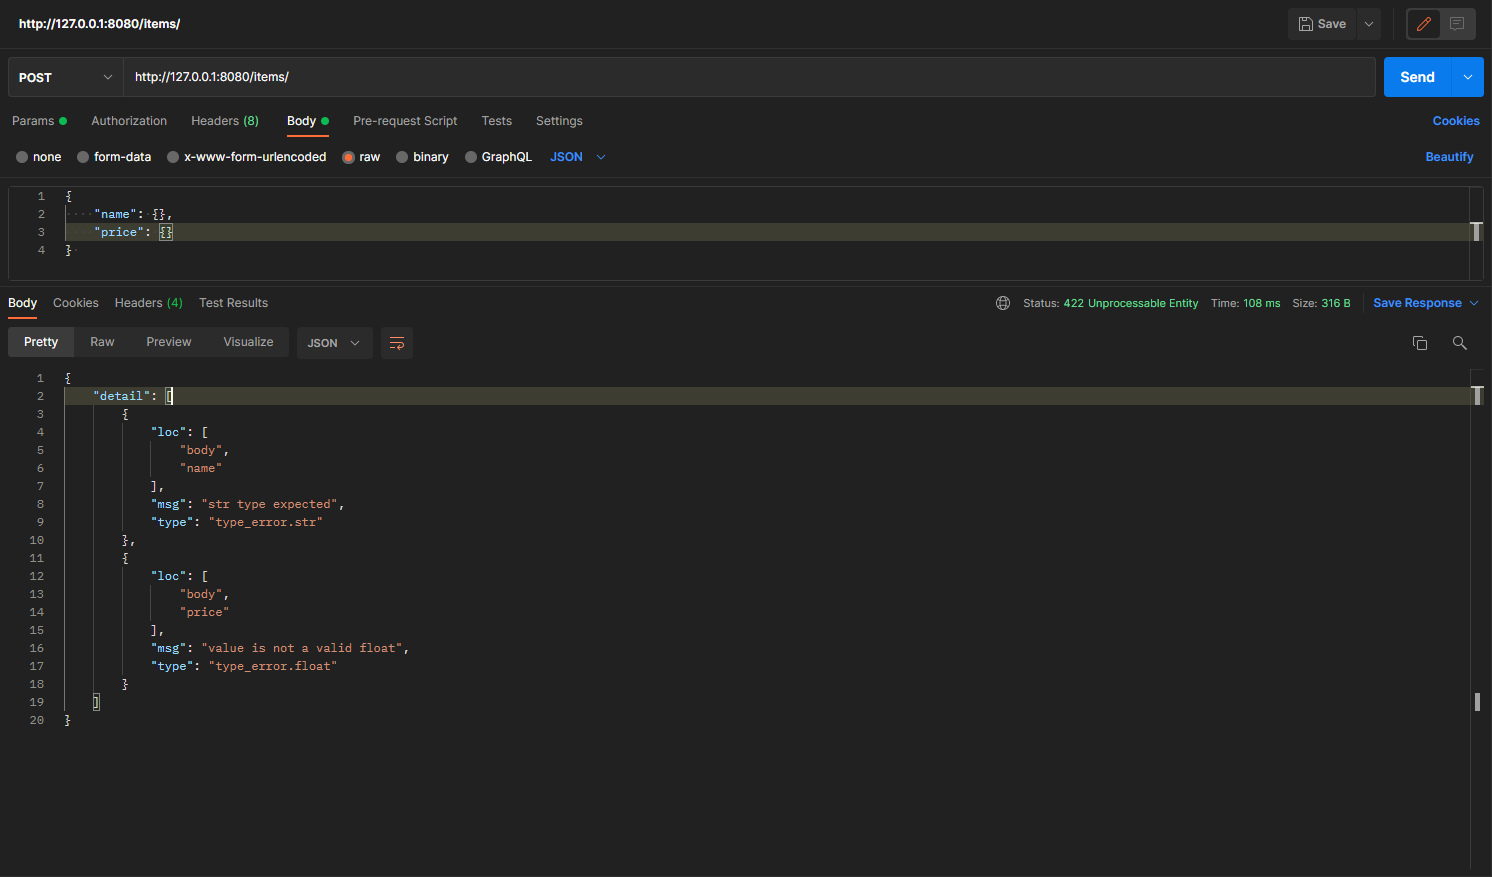 http://127.0.0.1:8080/items/
Save
POST
http://127.0.0.1:8080/items/
Send
Params Authorization Headers (8) Body Pre-request Script Tests Settings Cookies
none form-data x-www-form-urlencoded raw binary GraphQL JSON Beautify
1 {
2 ····"name":·{},
3 "price": {}
4 }·
Body Cookies Headers (4) Test Results Status: 422 Unprocessable Entity Time: 108 ms Size: 316 B Save Response
Pretty Raw Preview Visualize JSON
1 {
2 "detail": [
3 {
4 "loc": [
5 "body",
6 "name"
7 ],
8 "msg": "str type expected",
9 "type": "type_error.str"
10 },
11 {
12 "loc": [
13 "body",
14 "price"
15 ],
16 "msg": "value is not a valid float",
17 "type": "type_error.float"
18 }
19 ]
20 }